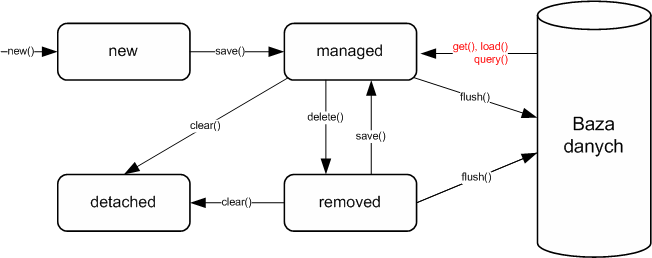 new()
new
save()
managed
get(), load()
query()
flush()
clear()
delete()
save()
Baza
danych
detached
clear()
removed
flush()